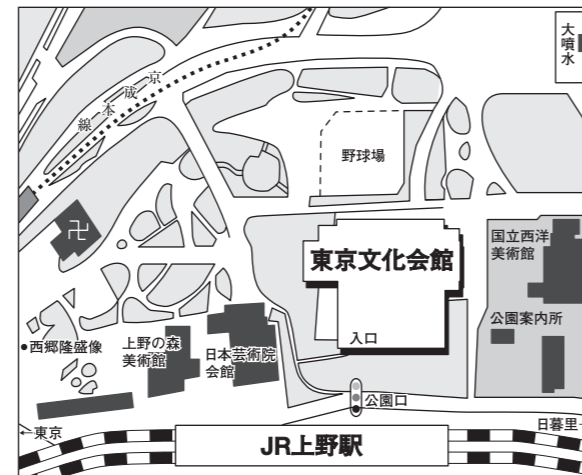 大噴水
京成本線
野球場
卍
東京文化会館
国立西洋
美術館
入口
公園案内所
西郷隆盛像
上野の森
美術館
日本芸術院
会館
公園口
←東京
日暮里→
JR上野駅